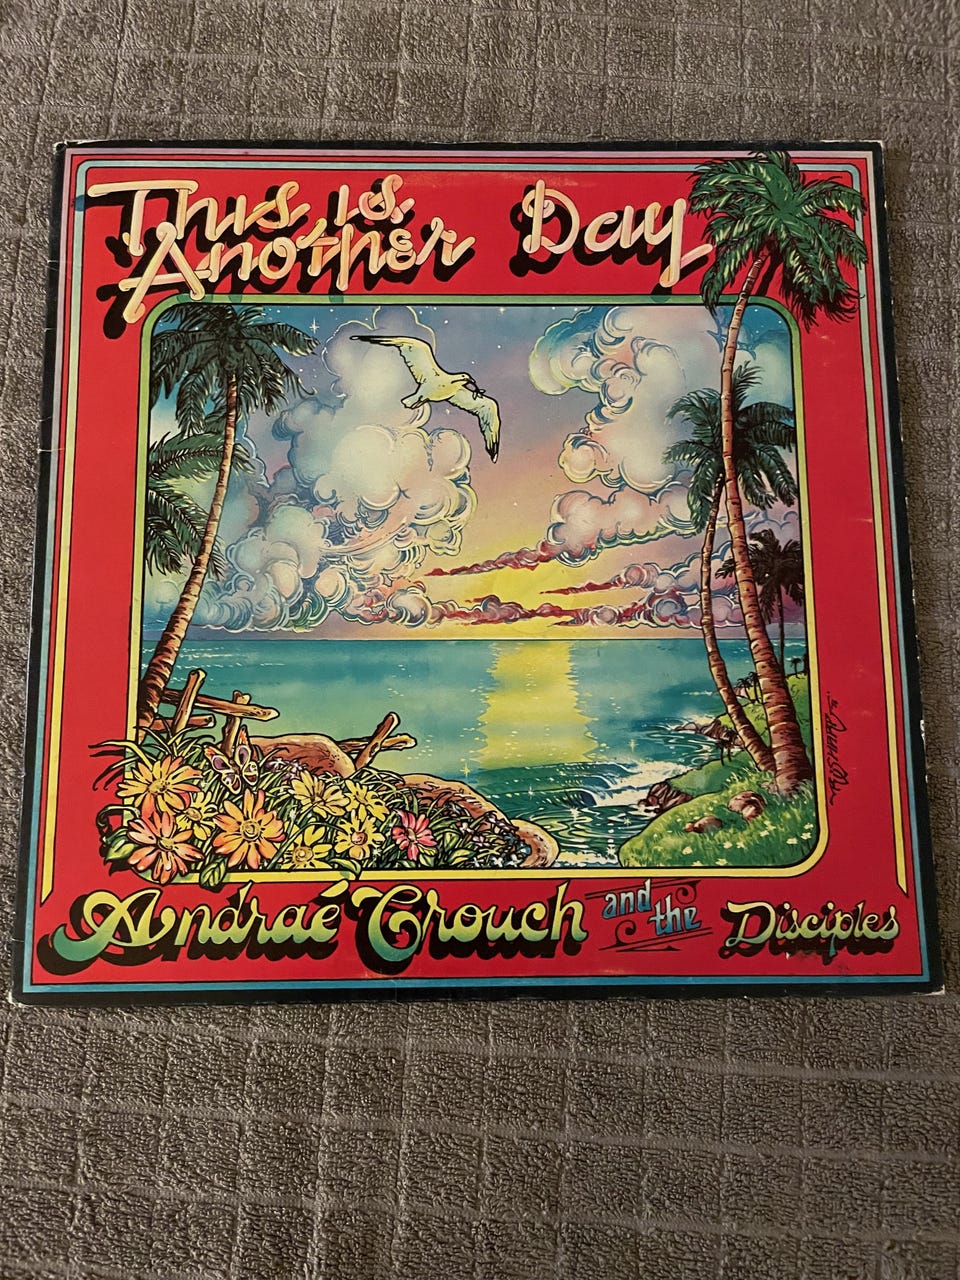 This is
Another Day
Andraé Crouch and the Disciples